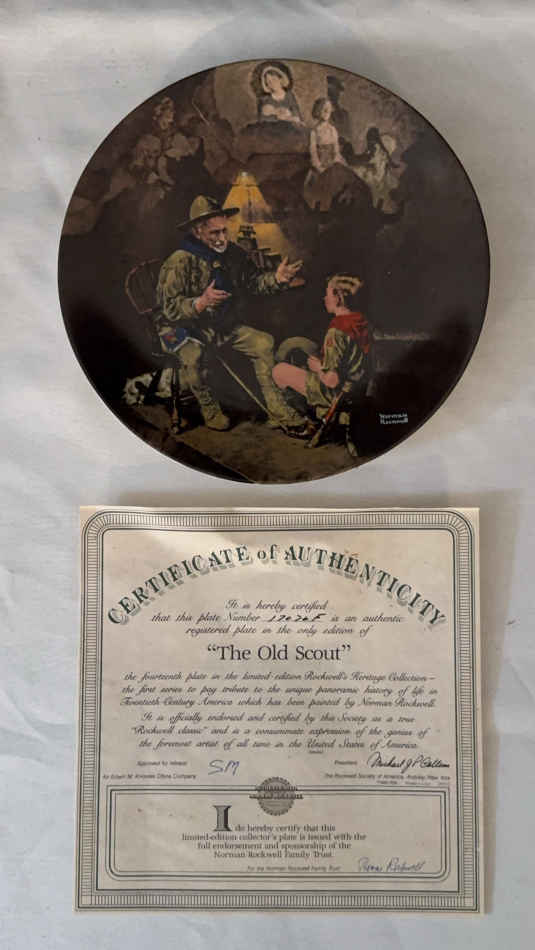 Norman
Rockwell
CERTIFICATE of AUTHENTICITY
It is hereby certified
that this plate Number 17076F is an authentic
registered plate in the only edition of
"The Old Scout"
the fourteenth plate in the limited-edition Rockwell's Heritage Collection—
the first series to pay tribute to the unique panoramic history of life in
Twentieth-Century America which has been painted by Norman Rockwell.
It is officially endorsed and certified by this Society as a true
"Rockwell classic" and is a consummate expression of the genius of
the foremost artist of all time in the United States of America.
Approved for release: SM
President
An Edwin M. Knowles China Company
The Rockwell Society of America, Ardsley, New York
I do hereby certify that this
limited-edition collector's plate is issued with the
full endorsement and sponsorship of the
Norman Rockwell Family Trust.
For the Norman Rockwell Family Trust